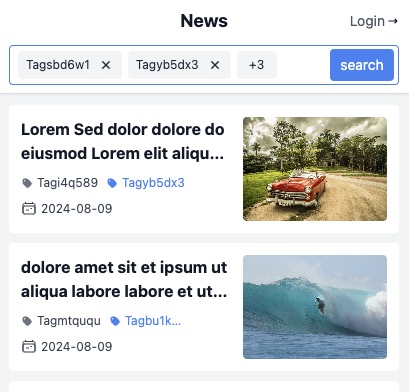 News
Login →
Tagsbd6w1 ✕ Tagyb5dx3 ✕ +3 search
Lorem Sed dolor dolore do
eiusmod Lorem elit aliqu...
Tagi4q589 Tagyb5dx3
2024-08-09
dolore amet sit et ipsum ut
aliqua labore labore et ut...
Tagmtququ Tagbu1k...
2024-08-09